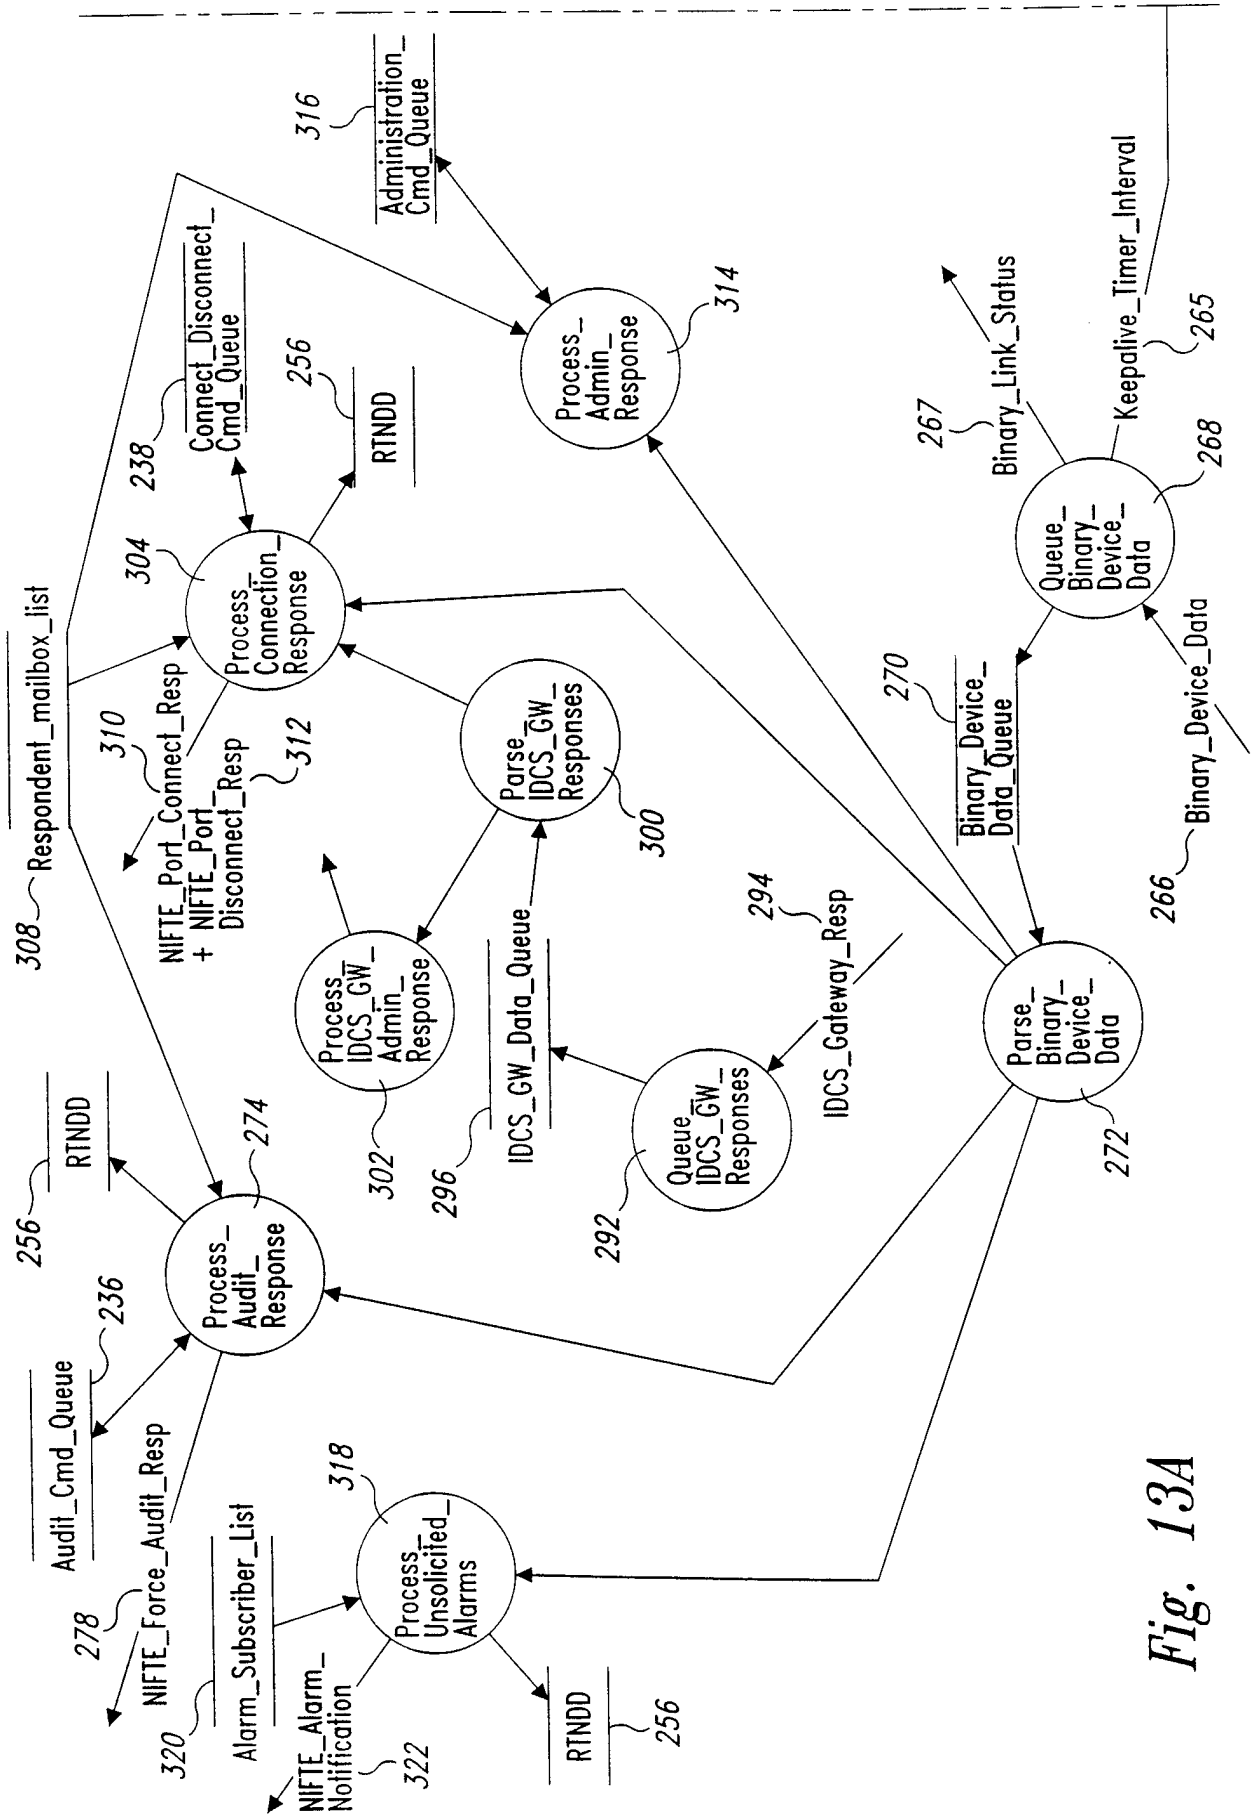 308
Respondent_mailbox_list
256
RTNDD
236
Audit_Cmd_Queue
278
NIFTE_Force_Audit_Resp
274
Process_
Audit_
Response
310
NIFTE_Port_Connect_Resp
+ NIFTE_Port_
Disconnect_Resp
312
304
Process_
Connection_
Response
238
Connect_Disconnect_
Cmd_Queue
256
RTNDD
316
Administration_
Cmd_Queue
320
Alarm_Subscriber_List
318
Process_
Unsolicited_
Alarms
NIFTE_Alarm_
Notification
322
RTNDD
256
302
Process_
IDCS_GW_
Admin_
Response
Parse_
IDCS_GW_
Responses
300
296
IDCS_GW_Data_Queue
292
Queue_
IDCS_GW_
Responses
294
IDCS_Gateway_Resp
Process_
Admin_
Response
314
270
Binary_Device_
Data_Queue
267
Binary_Link_Status
Queue_
Binary_
Device_
Data
268
Keepalive_Timer_Interval
265
266
Binary_Device_Data
Parse_
Binary_
Device_
Data
272
Fig. 13A